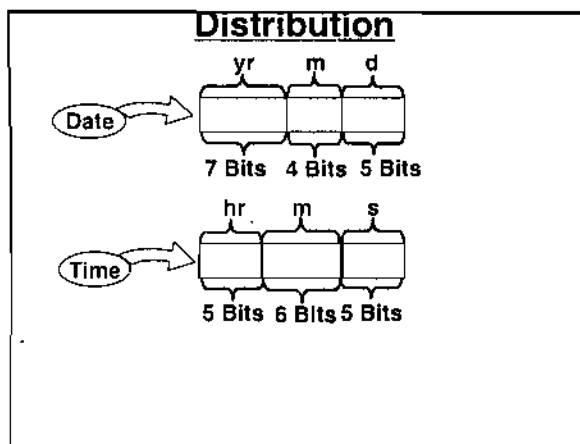 Distribution
yr m d
Date
7 Bits 4 Bits 5 Bits
hr m s
Time
5 Bits 6 Bits 5 Bits